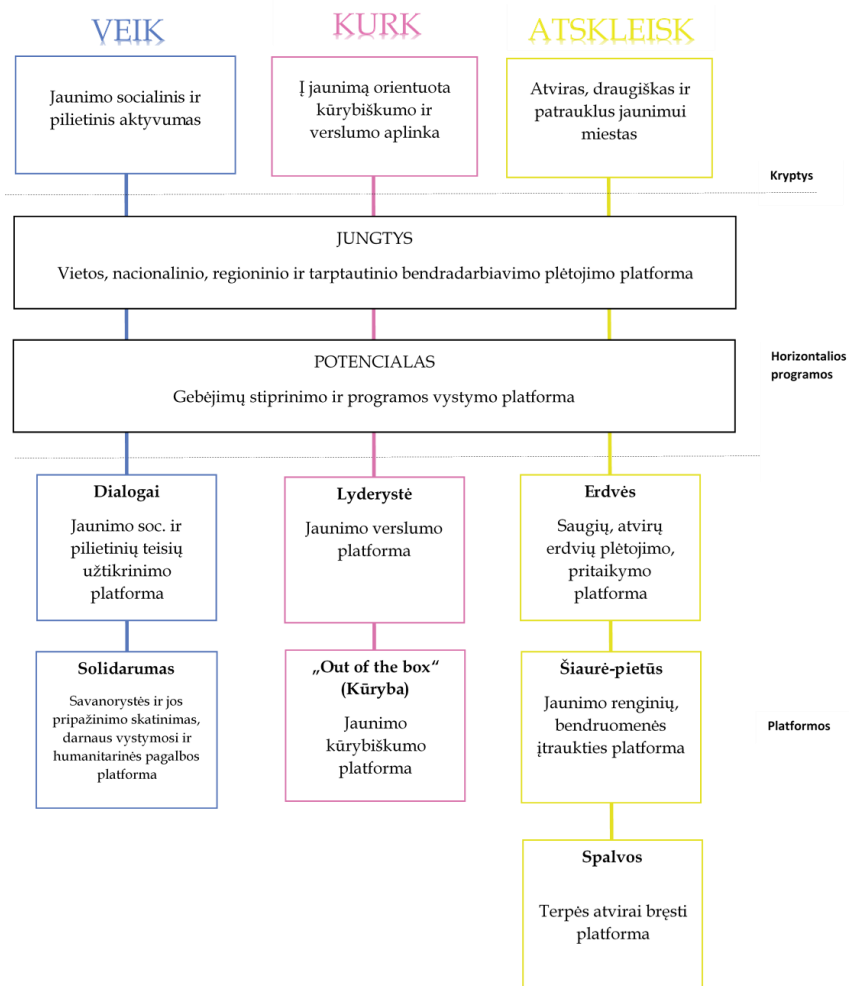 VEIK
KURK
ATSKLEISK
Jaunimo socialinis ir
pilietinis aktyvumas
Į jaunimą orientuota
kūrybiškumo ir
verslumo aplinka
Atviras, draugiškas ir
patrauklus jaunimui
miestas
Kryptys
JUNGTYS
Vietos, nacionalinio, regioninio ir tarptautinio bendradarbiavimo plėtojimo platforma
POTENCIALAS
Gebėjimų stiprinimo ir programos vystymo platforma
Horizontalios
programos
Dialogai
Jaunimo soc. ir
pilietinių teisių
užtikrinimo
platforma
Lyderystė
Jaunimo verslumo
platforma
Erdvės
Saugių, atvirų
erdvių plėtojimo,
pritaikymo
platforma
Solidarumas
Savanorystės ir jos
pripažinimo skatinimas,
darnaus vystymosi ir
humanitarinės pagalbos
platforma
„Out of the box“
(Kūryba)
Jaunimo
kūrybiškumo
platforma
Šiaurė-pietūs
Jaunimo renginių,
bendruomenės
įtraukties platforma
Platformos
Spalvos
Terpės atvirai bręsti
platforma